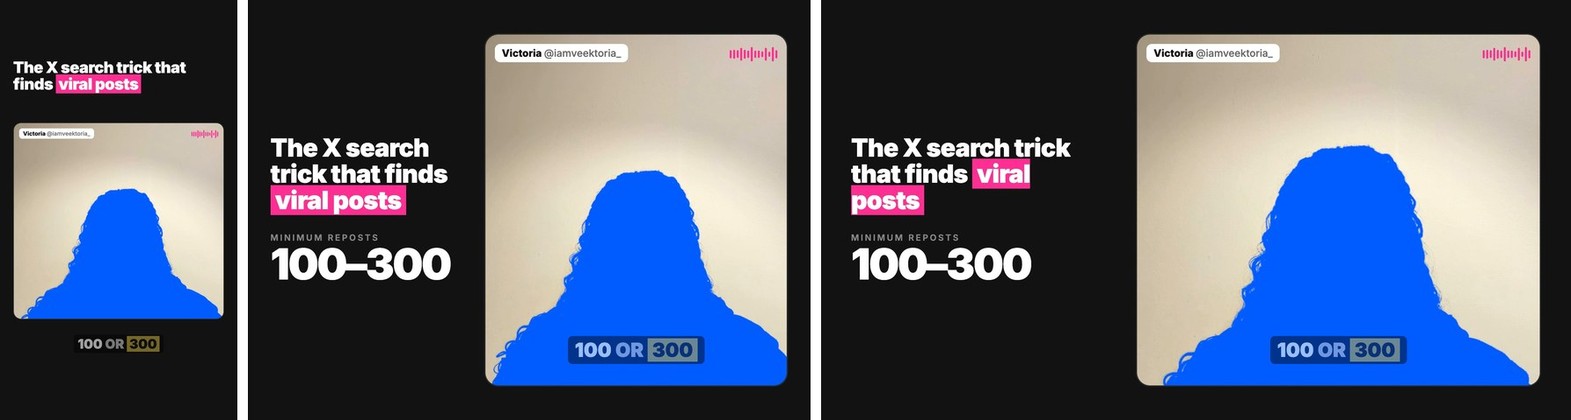 The X search trick that
finds viral posts
Victoria @iamveektoria_
100 OR 300
The X search
trick that finds
viral posts
MINIMUM REPOSTS
100–300
Victoria @iamveektoria_
100 OR 300
The X search trick
that finds viral
posts
MINIMUM REPOSTS
100–300
Victoria @iamveektoria_
100 OR 300